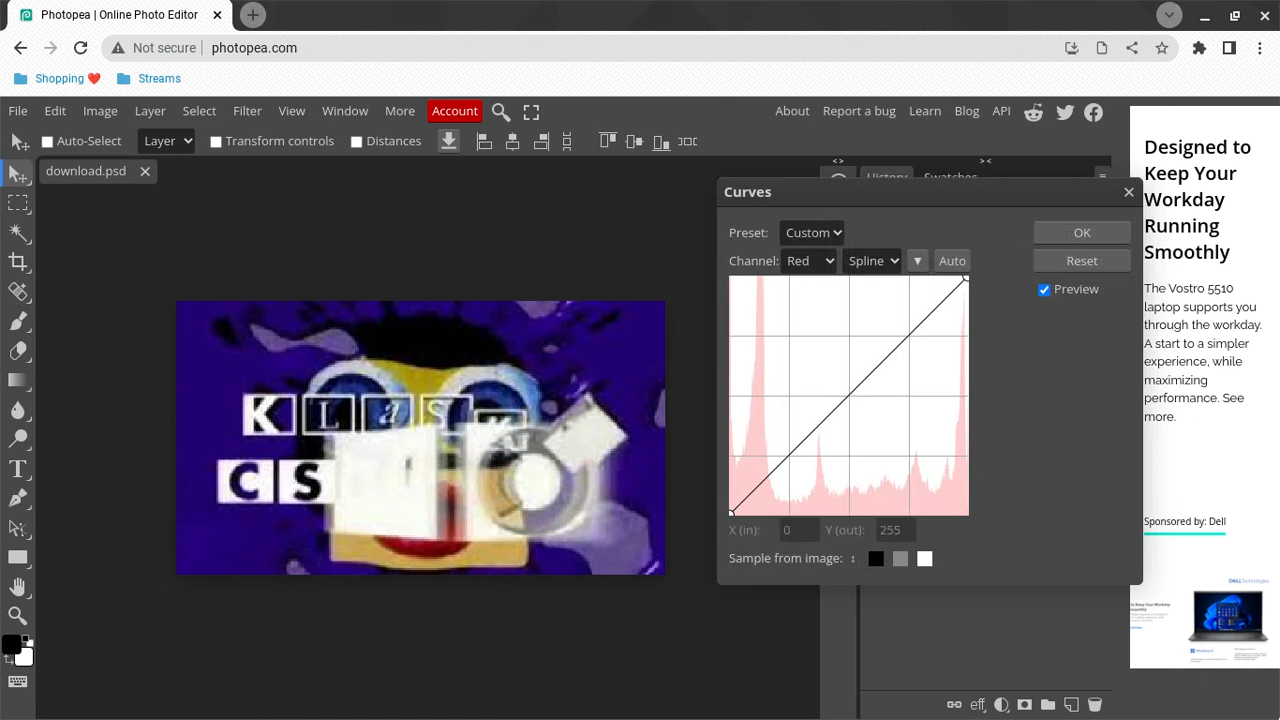 Photopea | Online Photo Editor
Not secure photopea.com
Shopping ❤️ Streams
File Edit Image Layer Select Filter View Window More Account About Report a bug Learn Blog API
Auto-Select Layer Transform controls Distances
download.psd
History Swatches
Curves
Preset: Custom OK
Channel: Red Spline ▼ Auto Reset
Preview
X (in): 0 Y (out): 255
Sample from image:
K L a s
C S
Designed to
Keep Your
Workday
Running
Smoothly
The Vostro 5510
laptop supports you
through the workday.
A start to a simpler
experience, while
maximizing
performance. See
more.
Sponsored by: Dell
eff